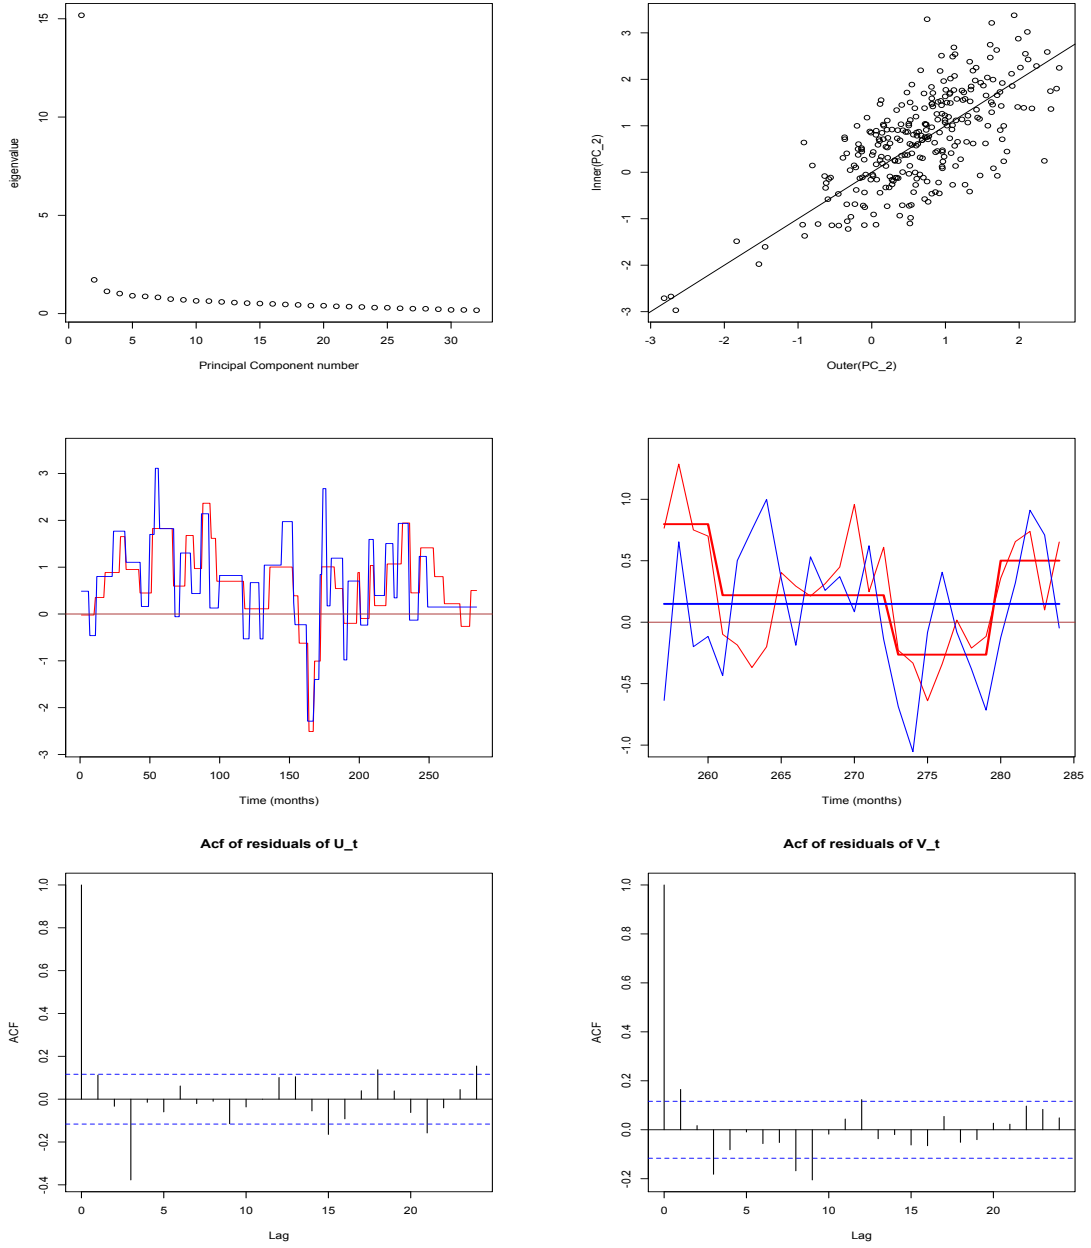 eigenvalue
15
10
5
0
0 5 10 15 20 25 30
Principal Component number
Inner(PC_2)
3
2
1
0
-1
-2
-3
-3 -2 -1 0 1 2
Outer(PC_2)
3
2
1
0
-1
-2
-3
0 50 100 150 200 250
Time (months)
1.0
0.5
0.0
-0.5
-1.0
260 265 270 275 280 285
Time (months)
Acf of residuals of U_t
ACF
1.0
0.8
0.6
0.4
0.2
0.0
-0.2
-0.4
0 5 10 15 20
Lag
Acf of residuals of V_t
ACF
1.0
0.8
0.6
0.4
0.2
0.0
-0.2
0 5 10 15 20
Lag